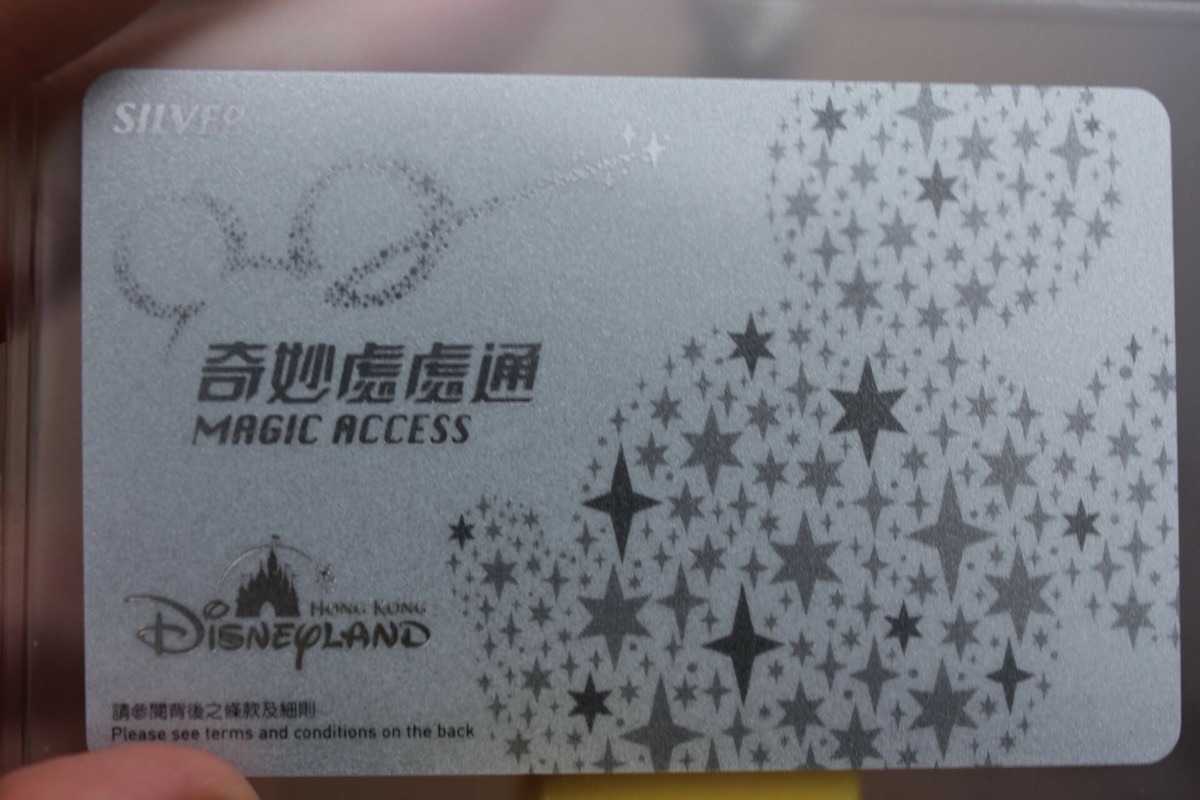 SILVER
奇妙處處通
MAGIC ACCESS
HONG KONG
DISNEYLAND
請參閱背後之條款及細則
Please see terms and conditions on the back